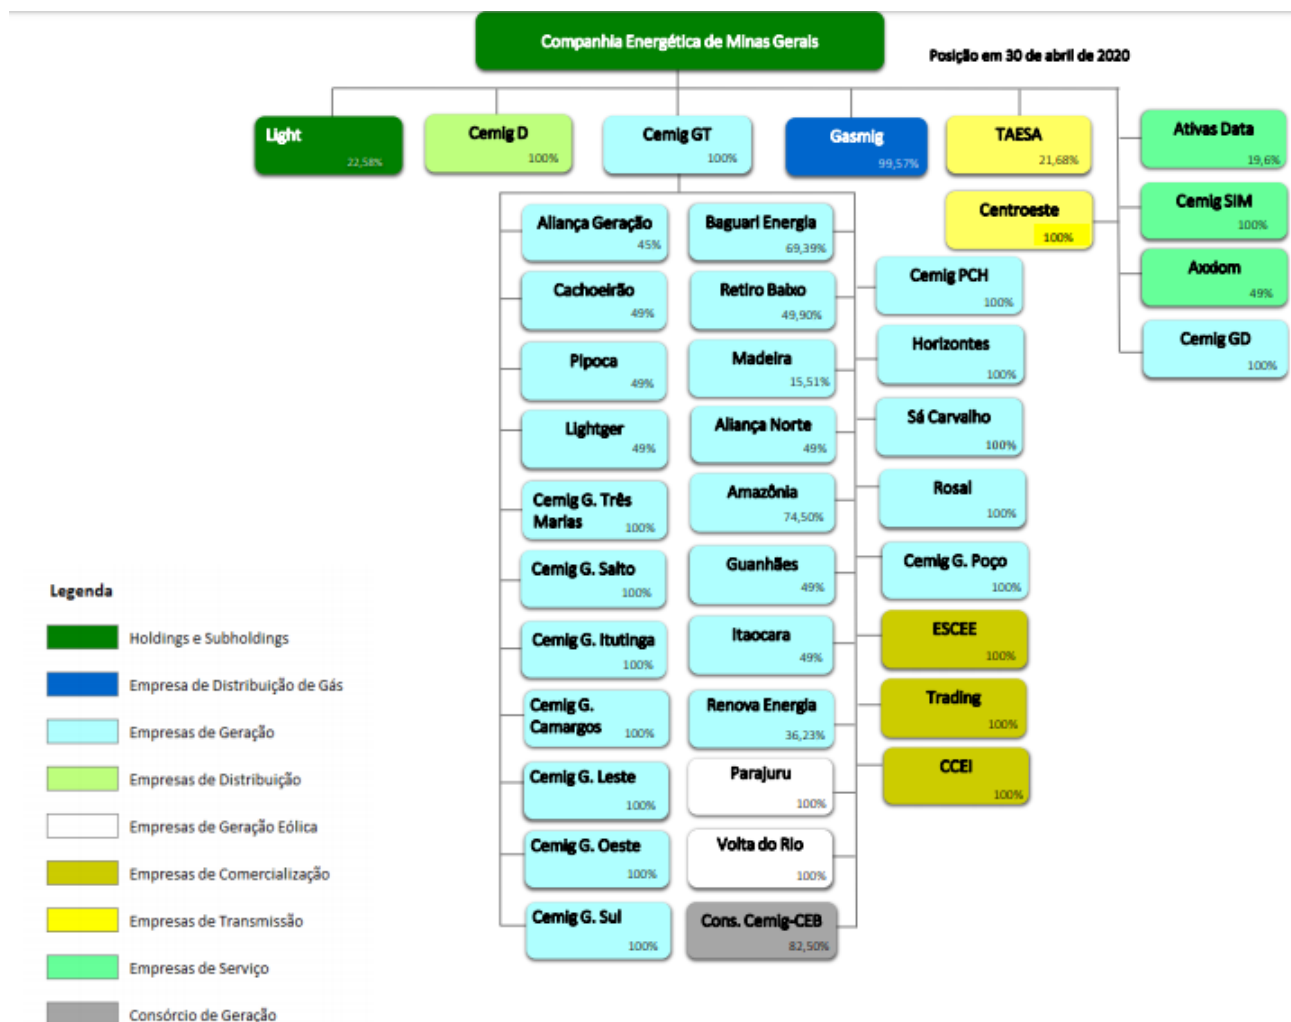 Companhia Energética de Minas Gerais
Posição em 30 de abril de 2020
Light
22,58%
Cemig D
100%
Cemig GT
100%
Gasmig
99,57%
TAESA
21,68%
Ativas Data
19,6%
Centroeste
100%
Cemig SIM
100%
Axxiom
49%
Cemig GD
100%
Aliança Geração
45%
Cachoeirão
49%
Pipoca
49%
Lightger
49%
Cemig G. Três
Marias
100%
Cemig G. Salto
100%
Cemig G. Itutinga
100%
Cemig G.
Camargos
100%
Cemig G. Leste
100%
Cemig G. Oeste
100%
Cemig G. Sul
100%
Baguari Energia
69,39%
Retiro Baixo
49,90%
Madeira
15,51%
Aliança Norte
49%
Amazônia
74,50%
Guanhães
49%
Itaocara
49%
Renova Energia
36,23%
Parajuru
100%
Volta do Rio
100%
Cons. Cemig-CEB
82,50%
Cemig PCH
100%
Horizontes
100%
Sá Carvalho
100%
Rosal
100%
Cemig G. Poço
100%
ESCEE
100%
Trading
100%
CCEI
100%
Legenda
Holdings e Subholdings
Empresa de Distribuição de Gás
Empresas de Geração
Empresas de Distribuição
Empresas de Geração Eólica
Empresas de Comercialização
Empresas de Transmissão
Empresas de Serviço
Consórcio de Geração